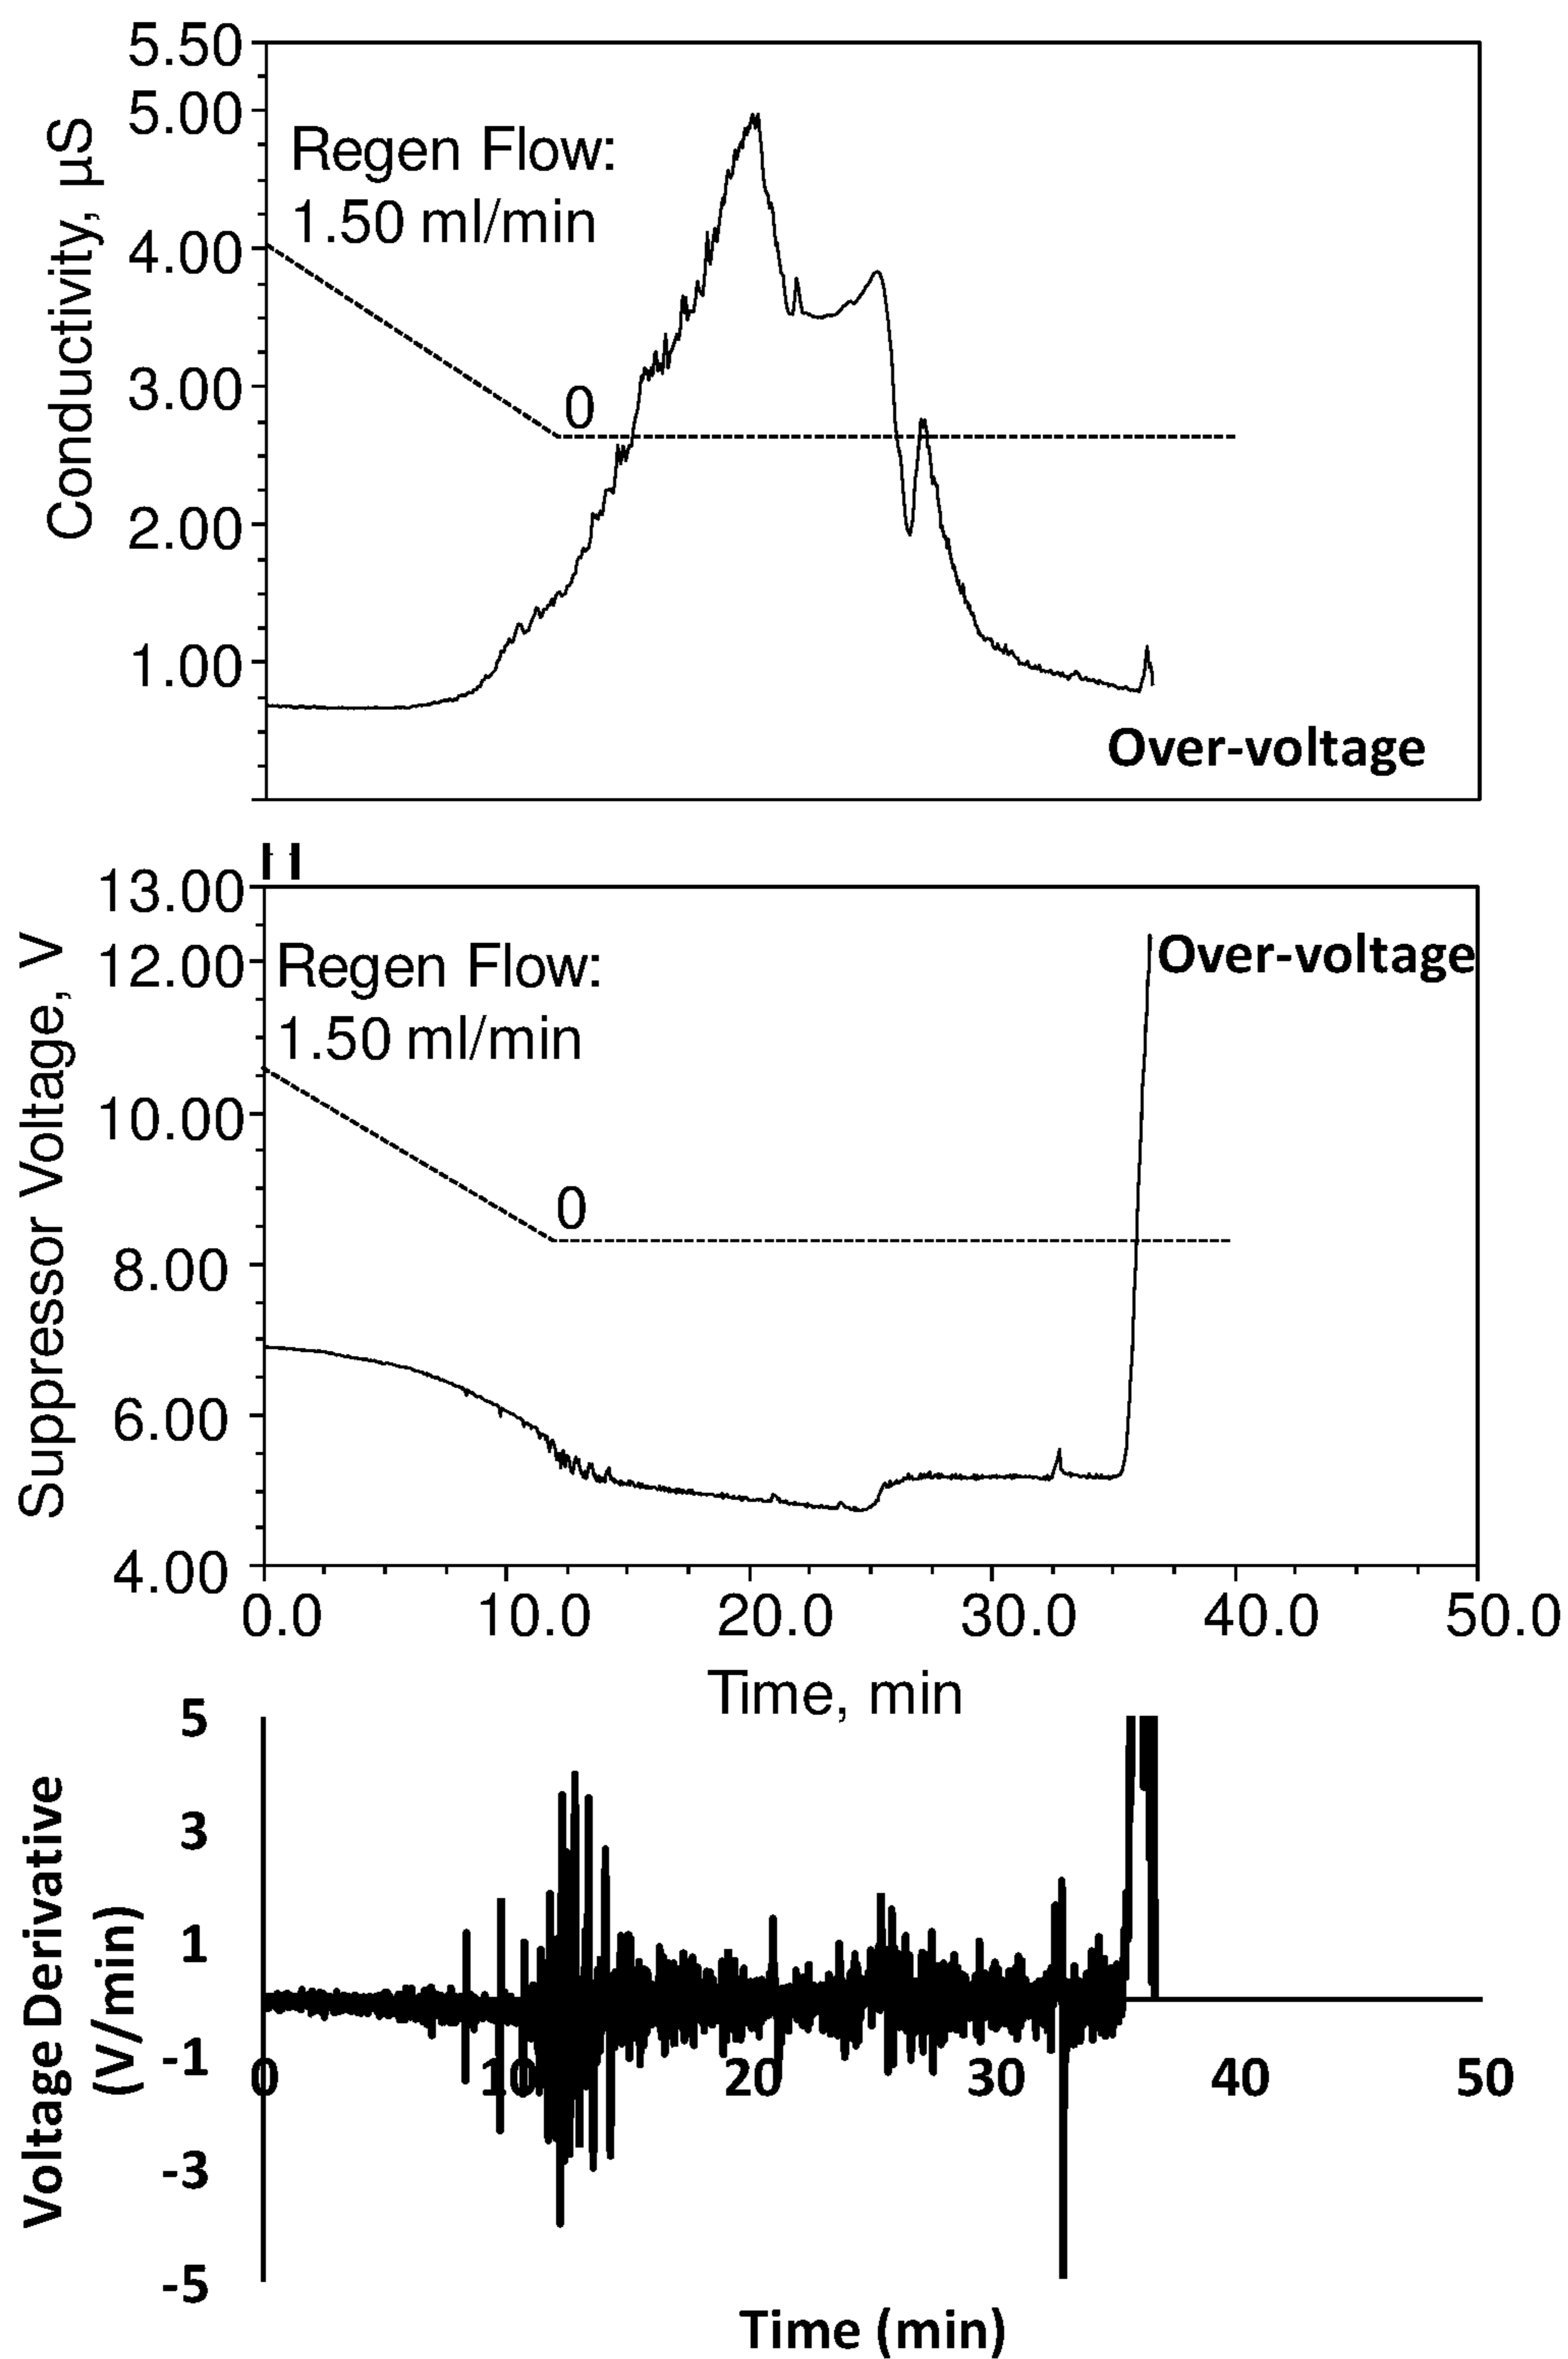 5.50
5.00
4.00
3.00
2.00
1.00
Conductivity, µS
Regen Flow:
1.50 ml/min
0
Over-voltage
13.00
12.00
10.00
8.00
6.00
4.00
Suppressor Voltage, V
Regen Flow:
1.50 ml/min
0
Over-voltage
0.0 10.0 20.0 30.0 40.0 50.0
Time, min
5
3
1
-1
-3
-5
Voltage Derivative
(V/min)
0 10 20 30 40 50
Time (min)